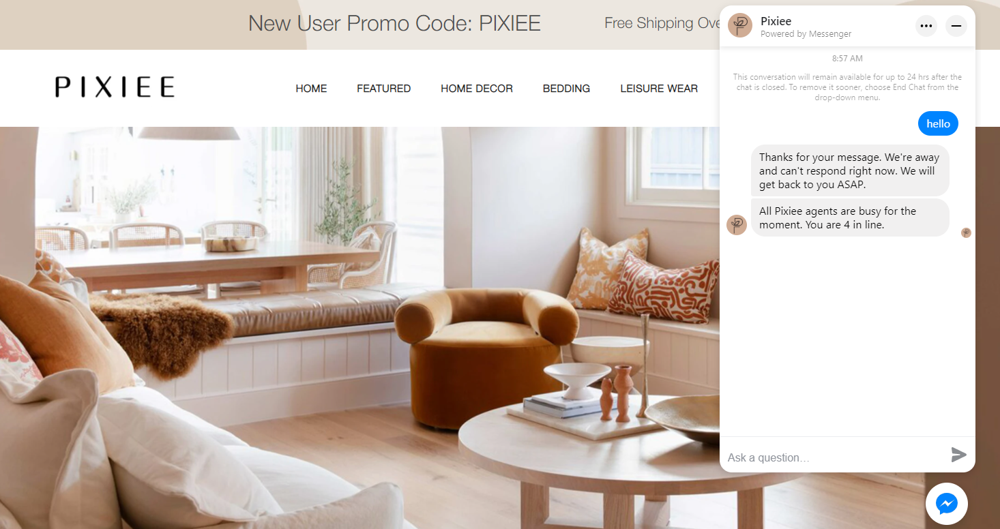 New User Promo Code: PIXIEE
Free Shipping Ove
PIXIEE
HOME
FEATURED
HOME DECOR
BEDDING
LEISURE WEAR
Pixiee
Powered by Messenger
8:57 AM
This conversation will remain available for up to 24 hrs after the
chat is closed. To remove it sooner, choose End Chat from the
drop-down menu.
hello
Thanks for your message. We're away
and can't respond right now. We will
get back to you ASAP.
All Pixiee agents are busy for the
moment. You are 4 in line.
Ask a question…